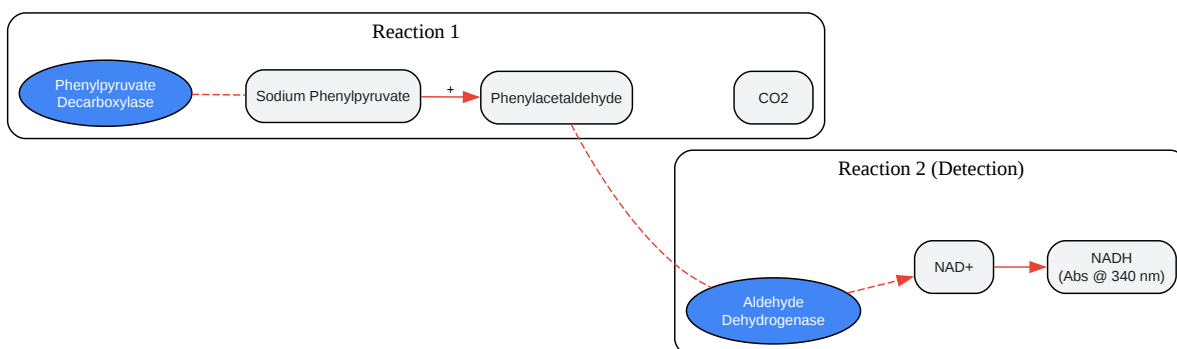 Reaction 1
Phenylpyruvate
Decarboxylase
Sodium Phenylpyruvate
+
Phenylacetaldehyde
CO2
Reaction 2 (Detection)
Aldehyde
Dehydrogenase
NAD+
NADH
(Abs @ 340 nm)